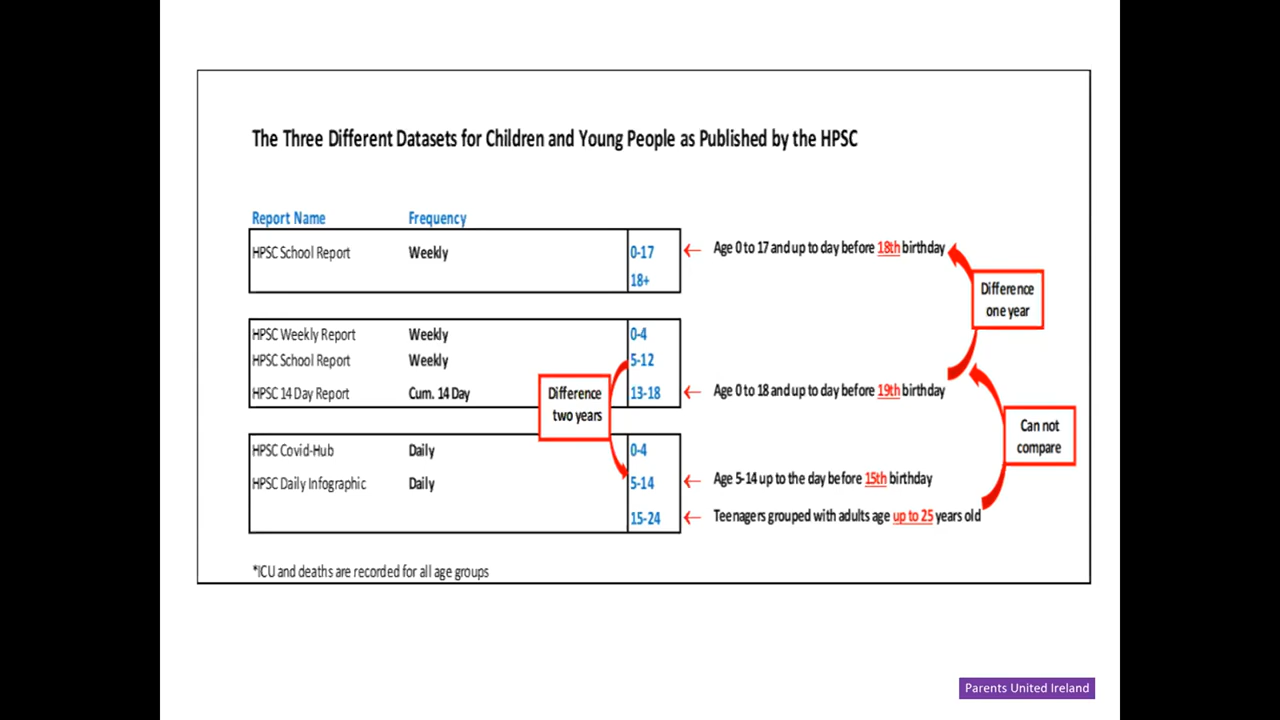 The Three Different Datasets for Children and Young People as Published by the HPSC
Report Name Frequency
HPSC School Report Weekly 0-17 ← Age 0 to 17 and up to day before 18th birthday
18+
Difference
one year
HPSC Weekly Report Weekly 0-4
HPSC School Report Weekly 5-12
HPSC 14 Day Report Cum. 14 Day 13-18 ← Age 0 to 18 and up to day before 19th birthday
Difference
two years
Can not
compare
HPSC Covid-Hub Daily 0-4
HPSC Daily Infographic Daily 5-14 ← Age 5-14 up to the day before 15th birthday
15-24 ← Teenagers grouped with adults age up to 25 years old
*ICU and deaths are recorded for all age groups
Parents United Ireland